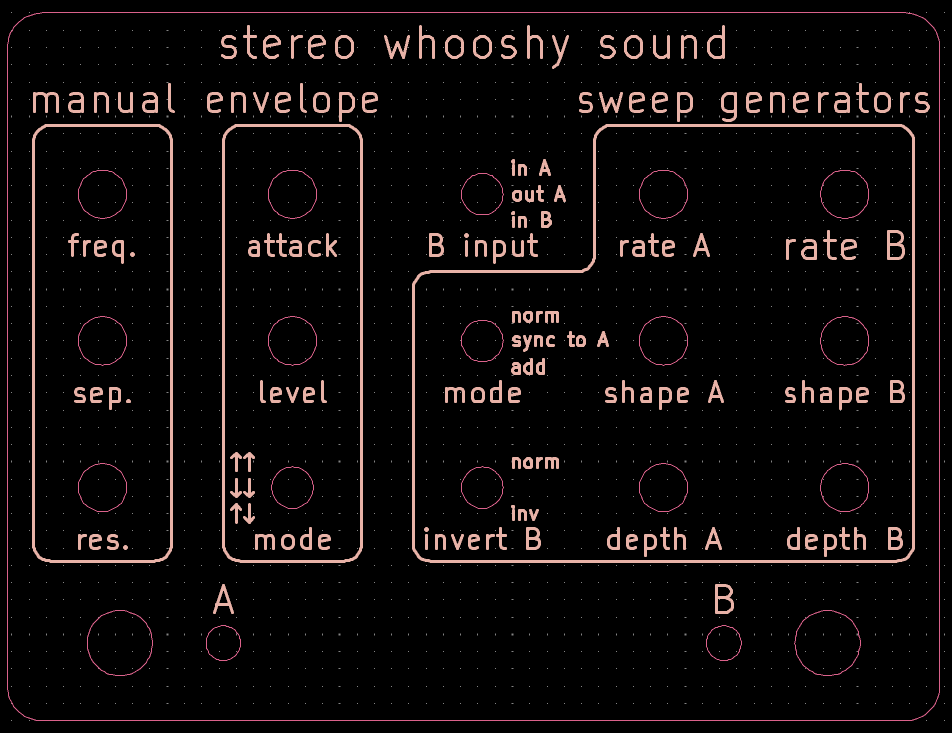 stereo whooshy sound
manual envelope sweep generators
in A
out A
in B
freq. attack B input rate A rate B
norm
sync to A
add
sep. level mode shape A shape B
↑↑
norm
↓↓
↑↓
inv
res. mode invert B depth A depth B
A B